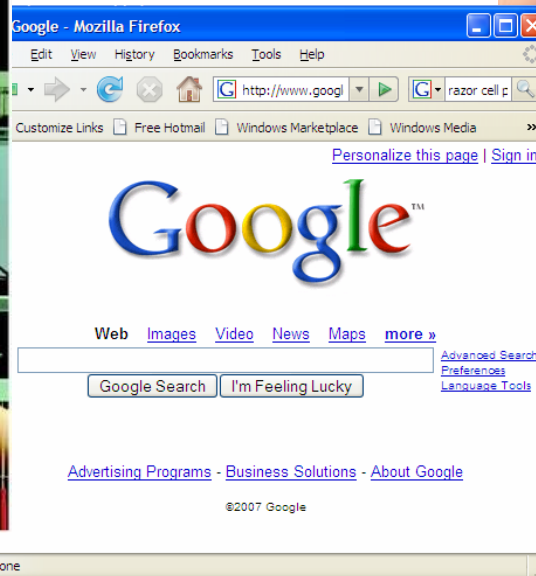 Google - Mozilla Firefox
Edit View History Bookmarks Tools Help
G http://www.googl G razor cell p
Customize Links Free Hotmail Windows Marketplace Windows Media »
Personalize this page | Sign in
Google™
Web Images Video News Maps more »
Advanced Search
Preferences
Google Search I'm Feeling Lucky Language Tools
Advertising Programs - Business Solutions - About Google
©2007 Google
one